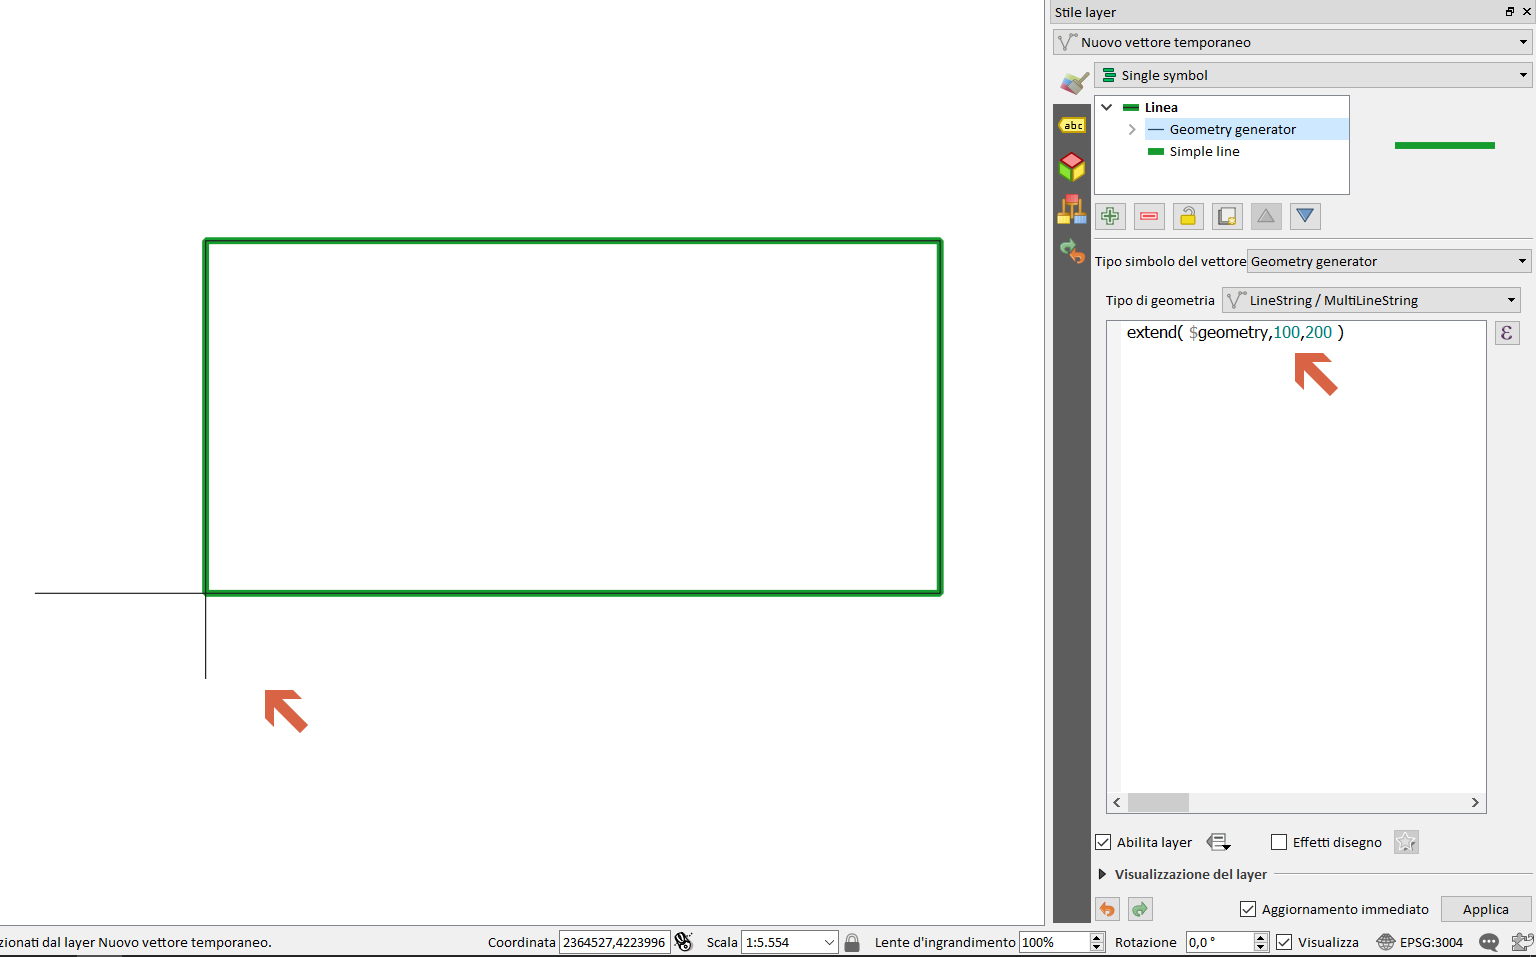 Stile layer
Nuovo vettore temporaneo
Single symbol
Linea
abc
Geometry generator
Simple line
Tipo simbolo del vettore Geometry generator
Tipo di geometria LineString / MultiLineString
extend( $geometry,100,200 )
ε
Abilita layer Effetti disegno
Visualizzazione del layer
Aggiornamento immediato Applica
zionati dal layer Nuovo vettore temporaneo. Coordinata 2364527,4223996 Scala 1:5.554 Lente d'ingrandimento 100% Rotazione 0,0 ° Visualizza EPSG:3004